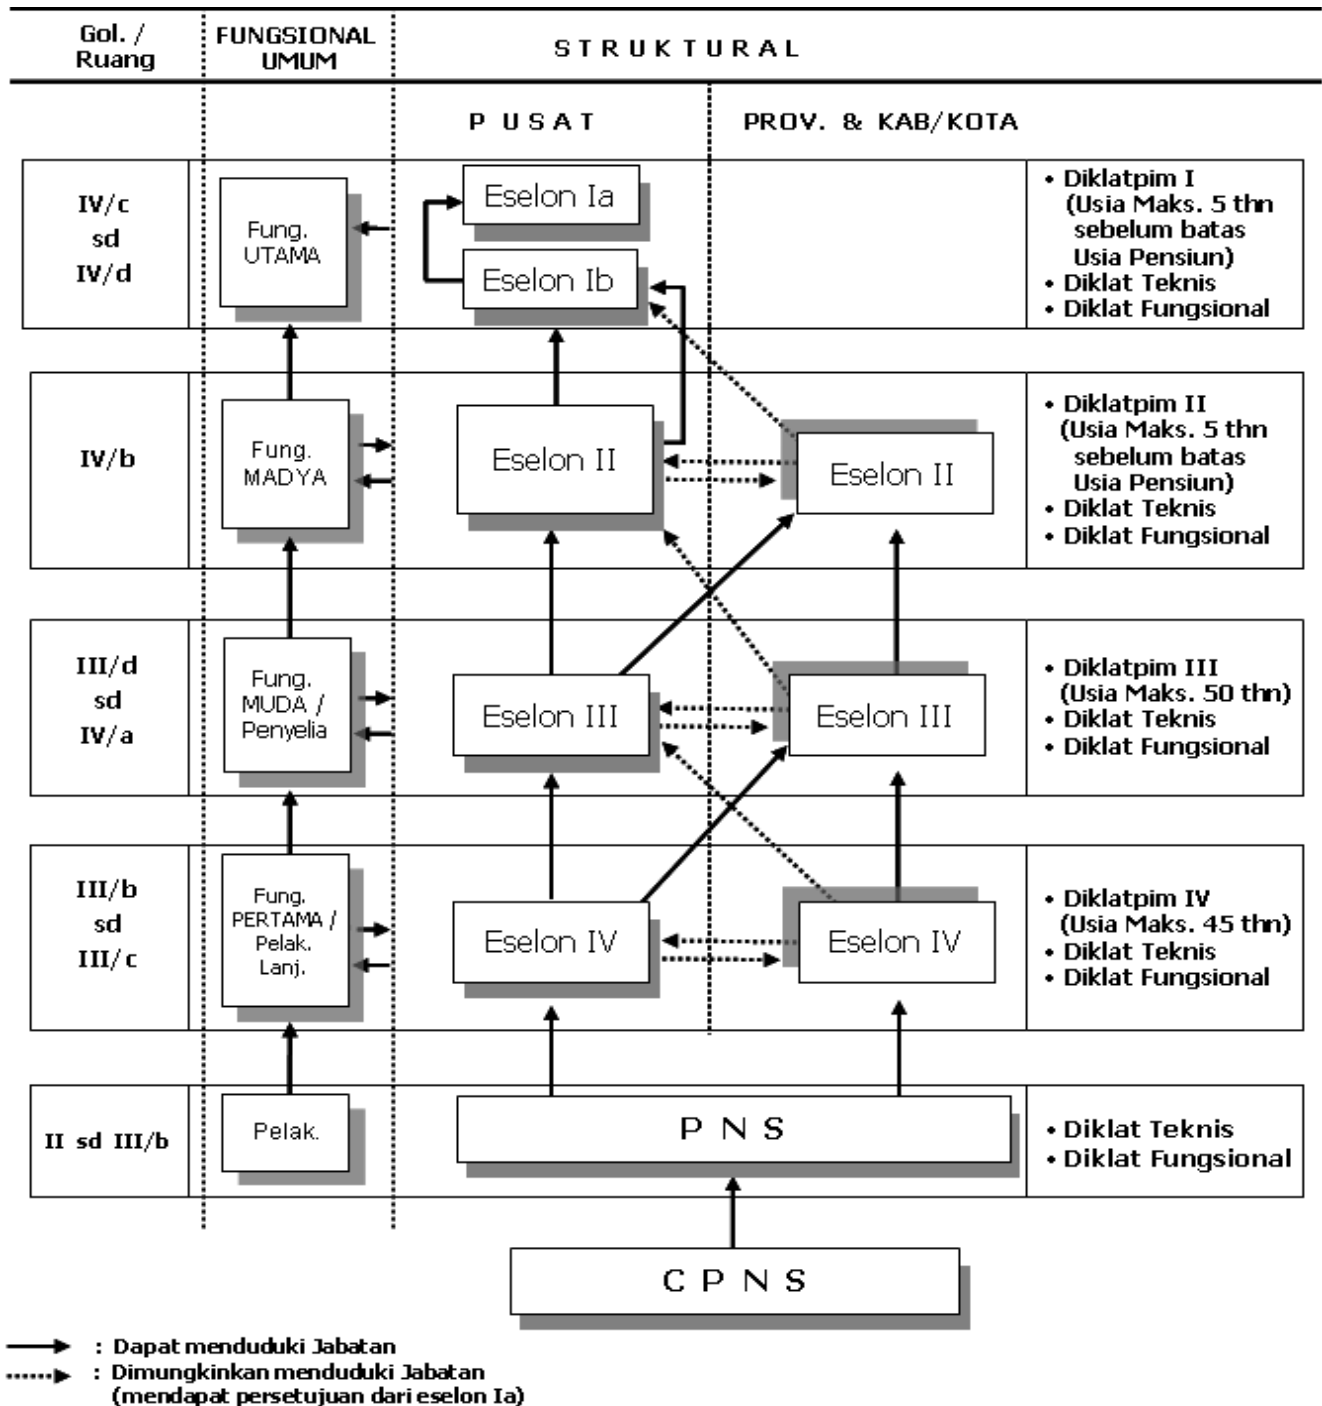 Gol. /
Ruang
FUNGSIONAL
UMUM
S T R U K T U R A L
P U S A T
PROV. & KAB/KOTA
IV/c
sd
IV/d
Fung.
UTAMA
Eselon Ia
Eselon Ib
• Diklatpim I
(Usia Maks. 5 thn
sebelum batas
Usia Pensiun)
• Diklat Teknis
• Diklat Fungsional
IV/b
Fung.
MADYA
Eselon II
Eselon II
• Diklatpim II
(Usia Maks. 5 thn
sebelum batas
Usia Pensiun)
• Diklat Teknis
• Diklat Fungsional
III/d
sd
IV/a
Fung.
MUDA /
Penyelia
Eselon III
Eselon III
• Diklatpim III
(Usia Maks. 50 thn)
• Diklat Teknis
• Diklat Fungsional
III/b
sd
III/c
Fung.
PERTAMA /
Pelak.
Lanj.
Eselon IV
Eselon IV
• Diklatpim IV
(Usia Maks. 45 thn)
• Diklat Teknis
• Diklat Fungsional
II sd III/b
Pelak.
P N S
• Diklat Teknis
• Diklat Fungsional
C P N S
: Dapat menduduki Jabatan
: Dimungkinkan menduduki Jabatan
(mendapat persetujuan dari eselon Ia)